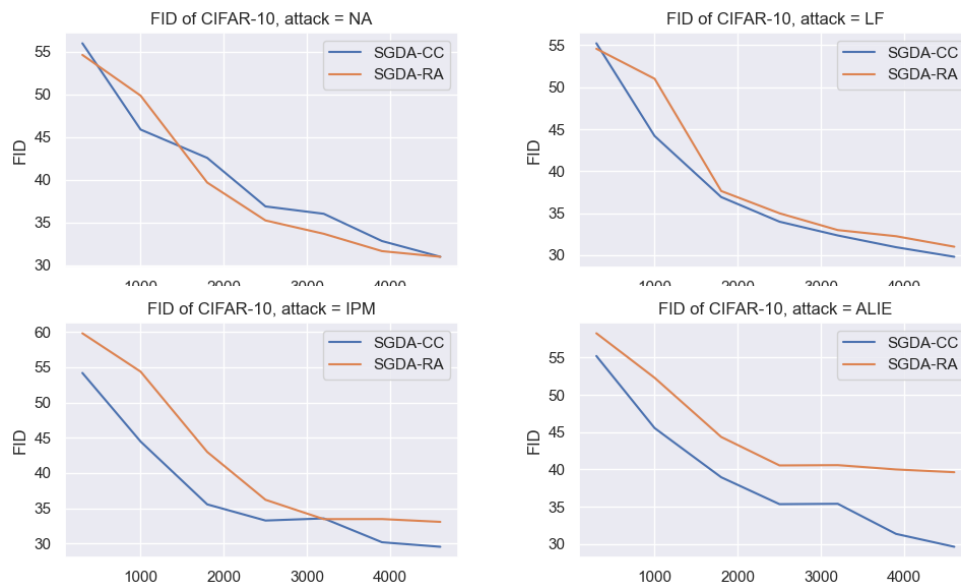 FID of CIFAR-10, attack = NA
SGDA-CC
SGDA-RA
FID
55
50
45
40
35
30
1000
2000
3000
4000
FID of CIFAR-10, attack = LF
SGDA-CC
SGDA-RA
FID
55
50
45
40
35
30
1000
2000
3000
4000
FID of CIFAR-10, attack = IPM
SGDA-CC
SGDA-RA
FID
60
55
50
45
40
35
30
1000
2000
3000
4000
FID of CIFAR-10, attack = ALIE
SGDA-CC
SGDA-RA
FID
55
50
45
40
35
30
1000
2000
3000
4000